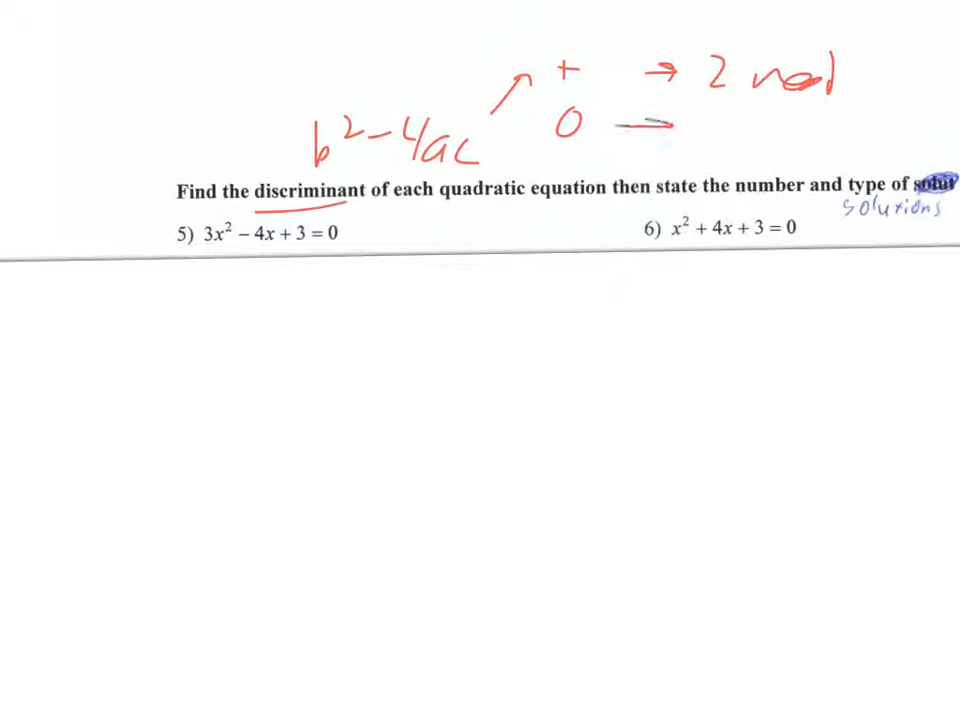 + → 2 real
0 →
b² − 4ac
Find the discriminant of each quadratic equation then state the number and type of solut
solutions
5) 3x² − 4x + 3 = 0
6) x² + 4x + 3 = 0